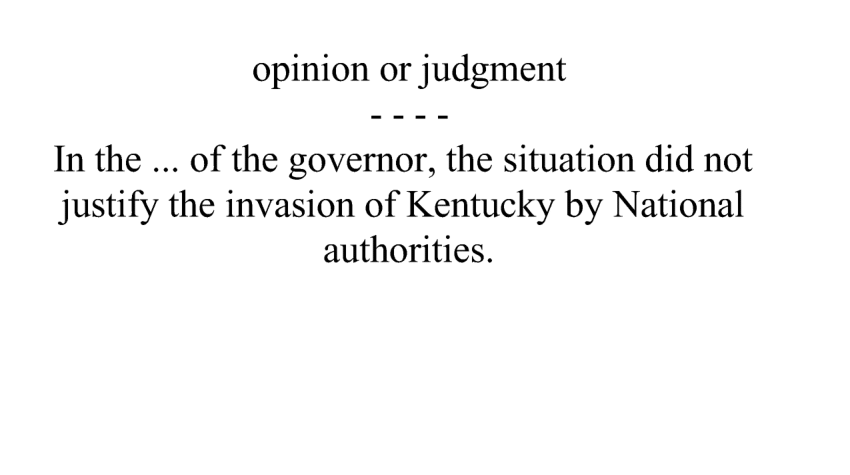 opinion or judgment
- - - -
In the ... of the governor, the situation did not
justify the invasion of Kentucky by National
authorities.